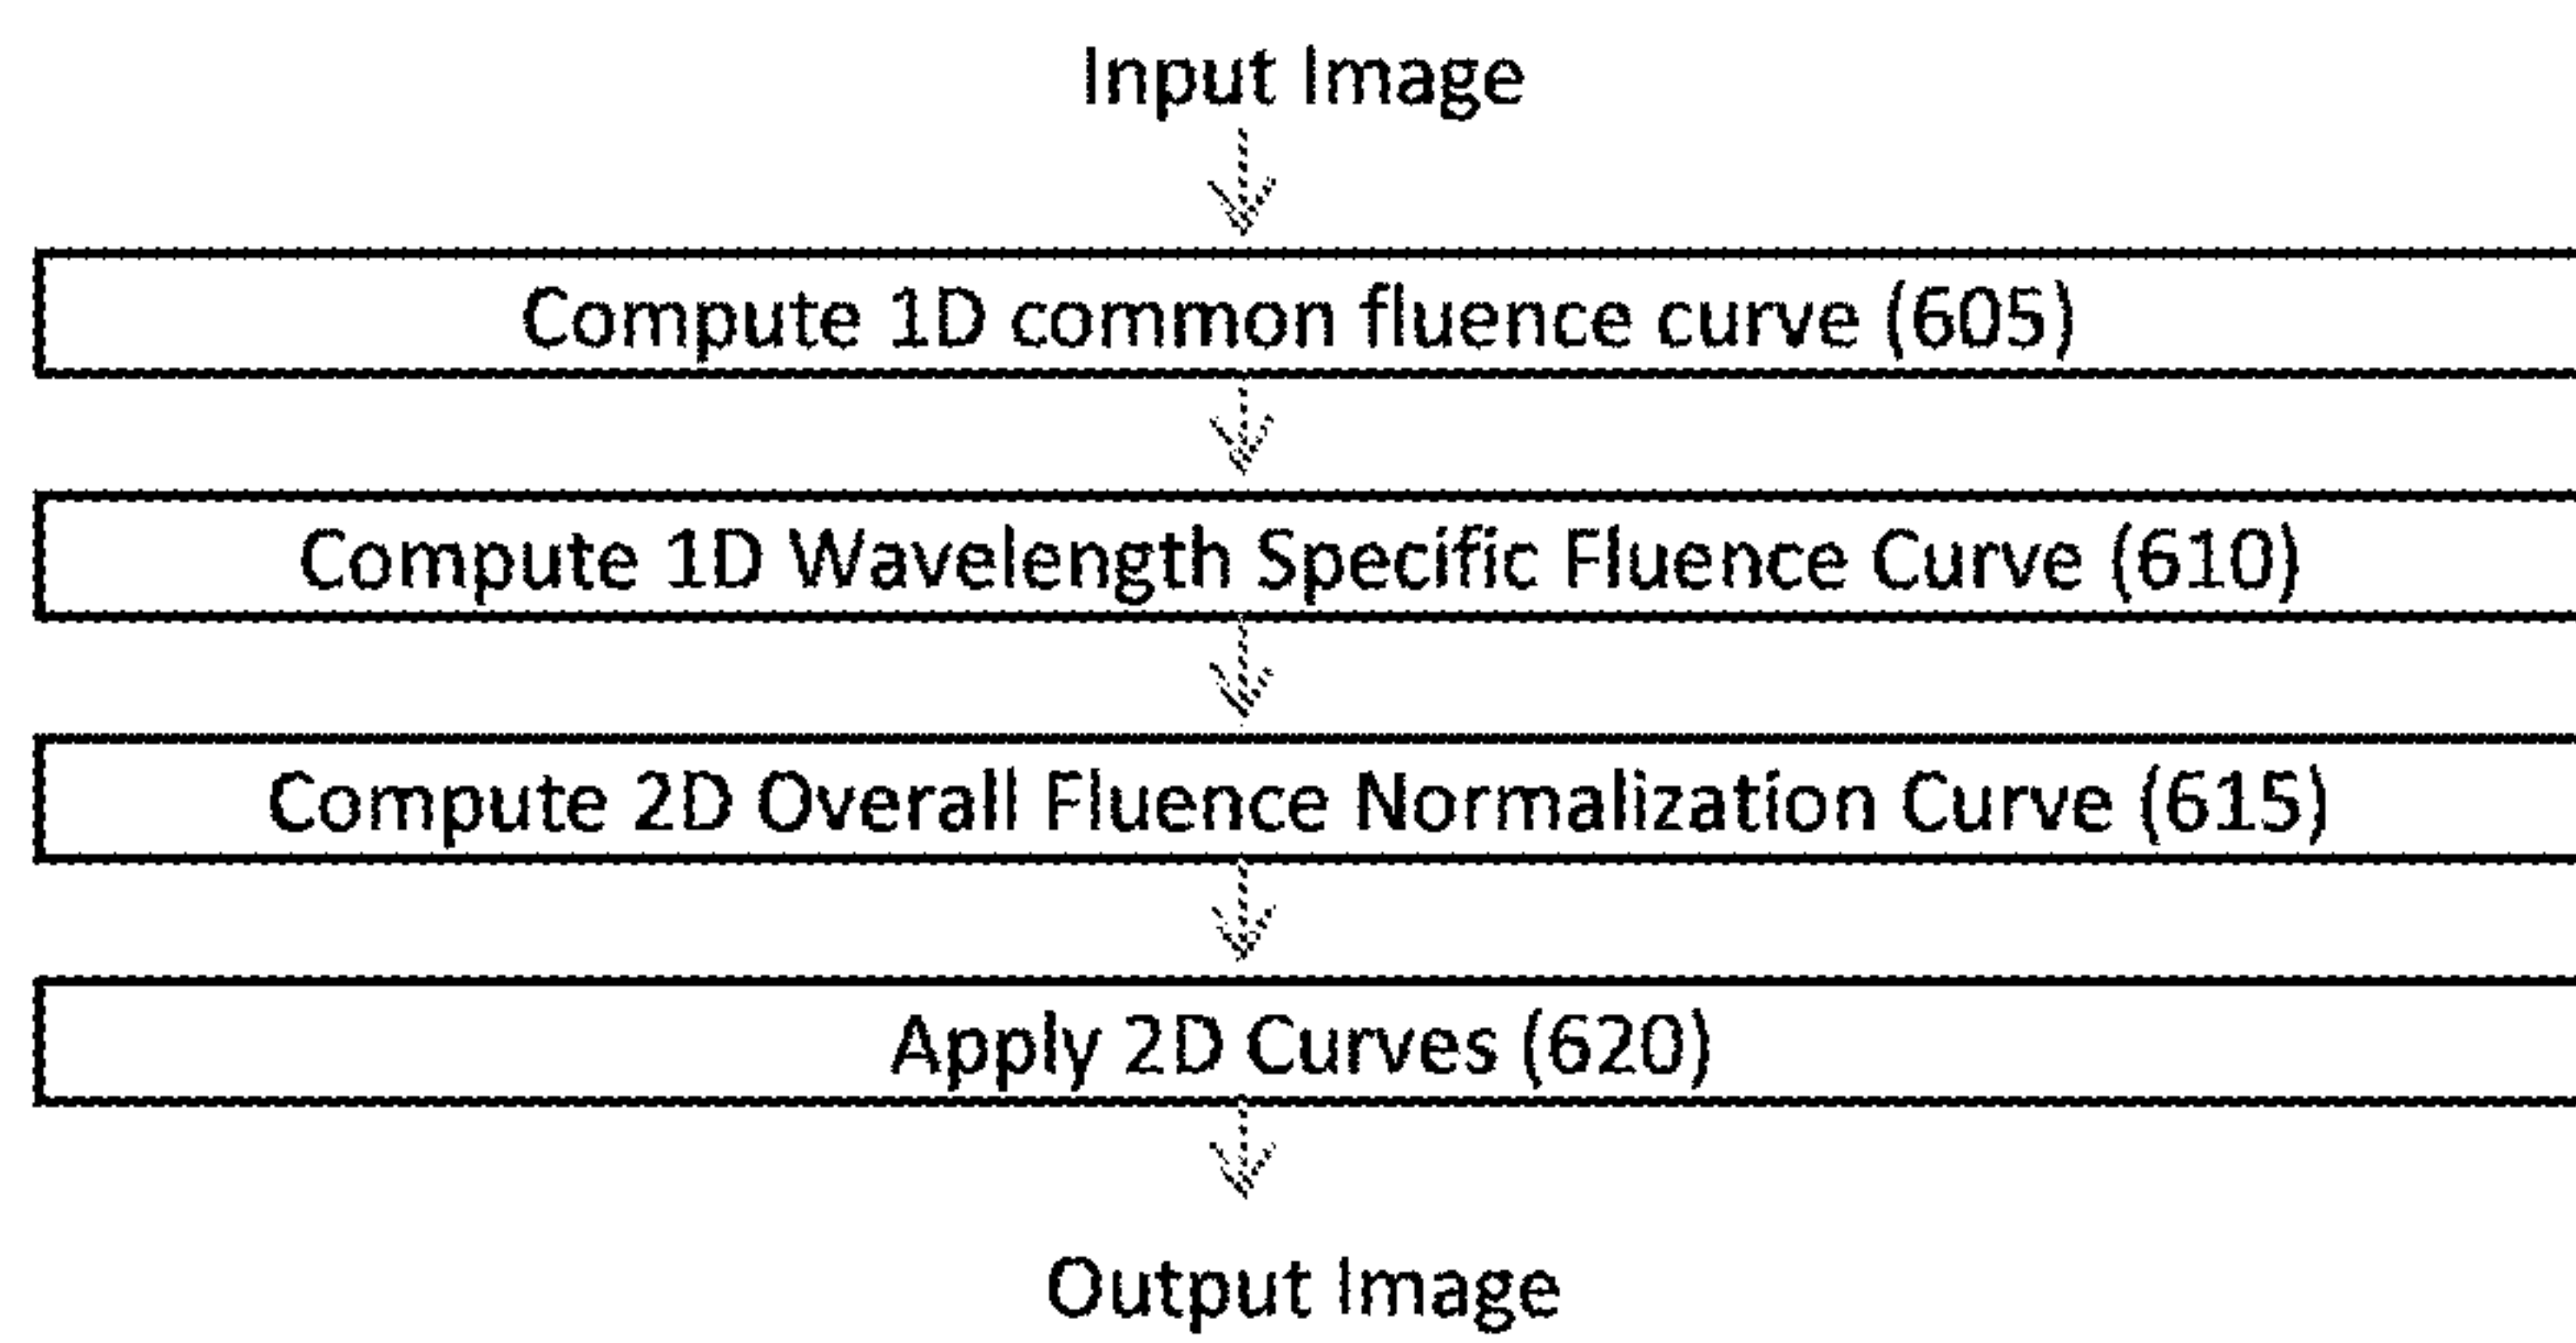 Input Image
Compute 1D common fluence curve (605)
Compute 1D Wavelength Specific Fluence Curve (610)
Compute 2D Overall Fluence Normalization Curve (615)
Apply 2D Curves (620)
Output Image